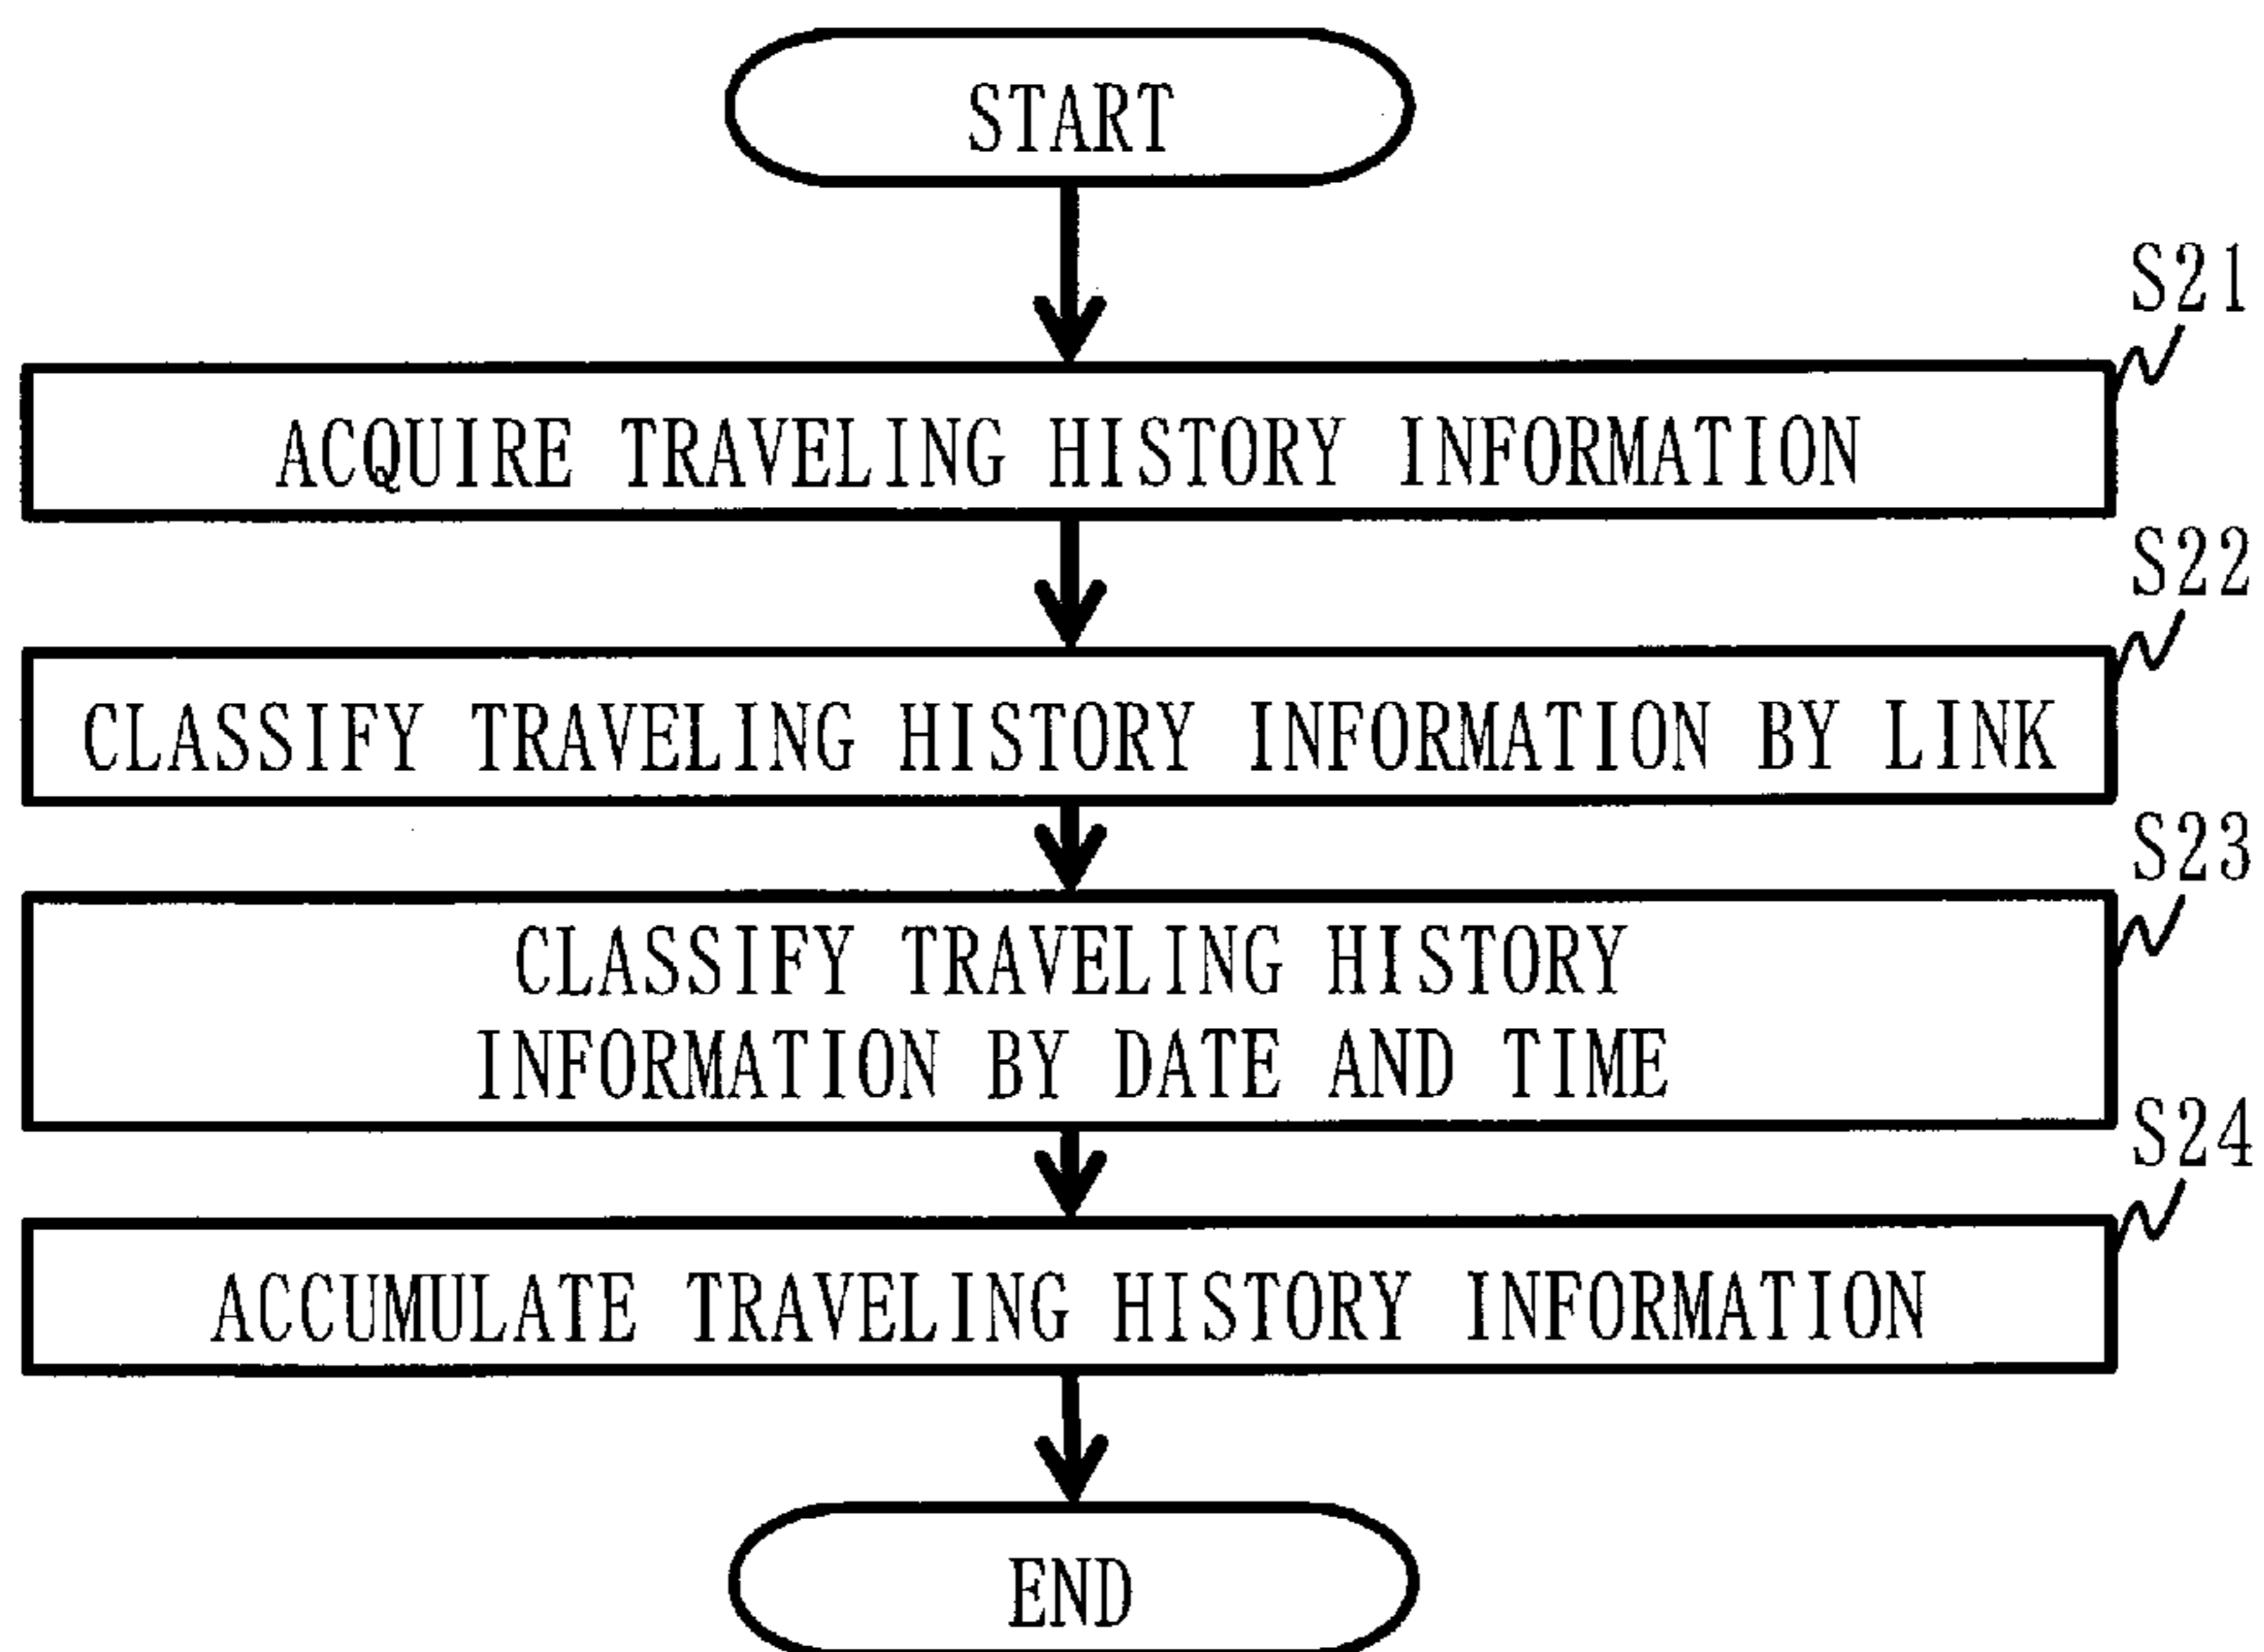 START
S21
ACQUIRE TRAVELING HISTORY INFORMATION
S22
CLASSIFY TRAVELING HISTORY INFORMATION BY LINK
S23
CLASSIFY TRAVELING HISTORY
INFORMATION BY DATE AND TIME
S24
ACCUMULATE TRAVELING HISTORY INFORMATION
END